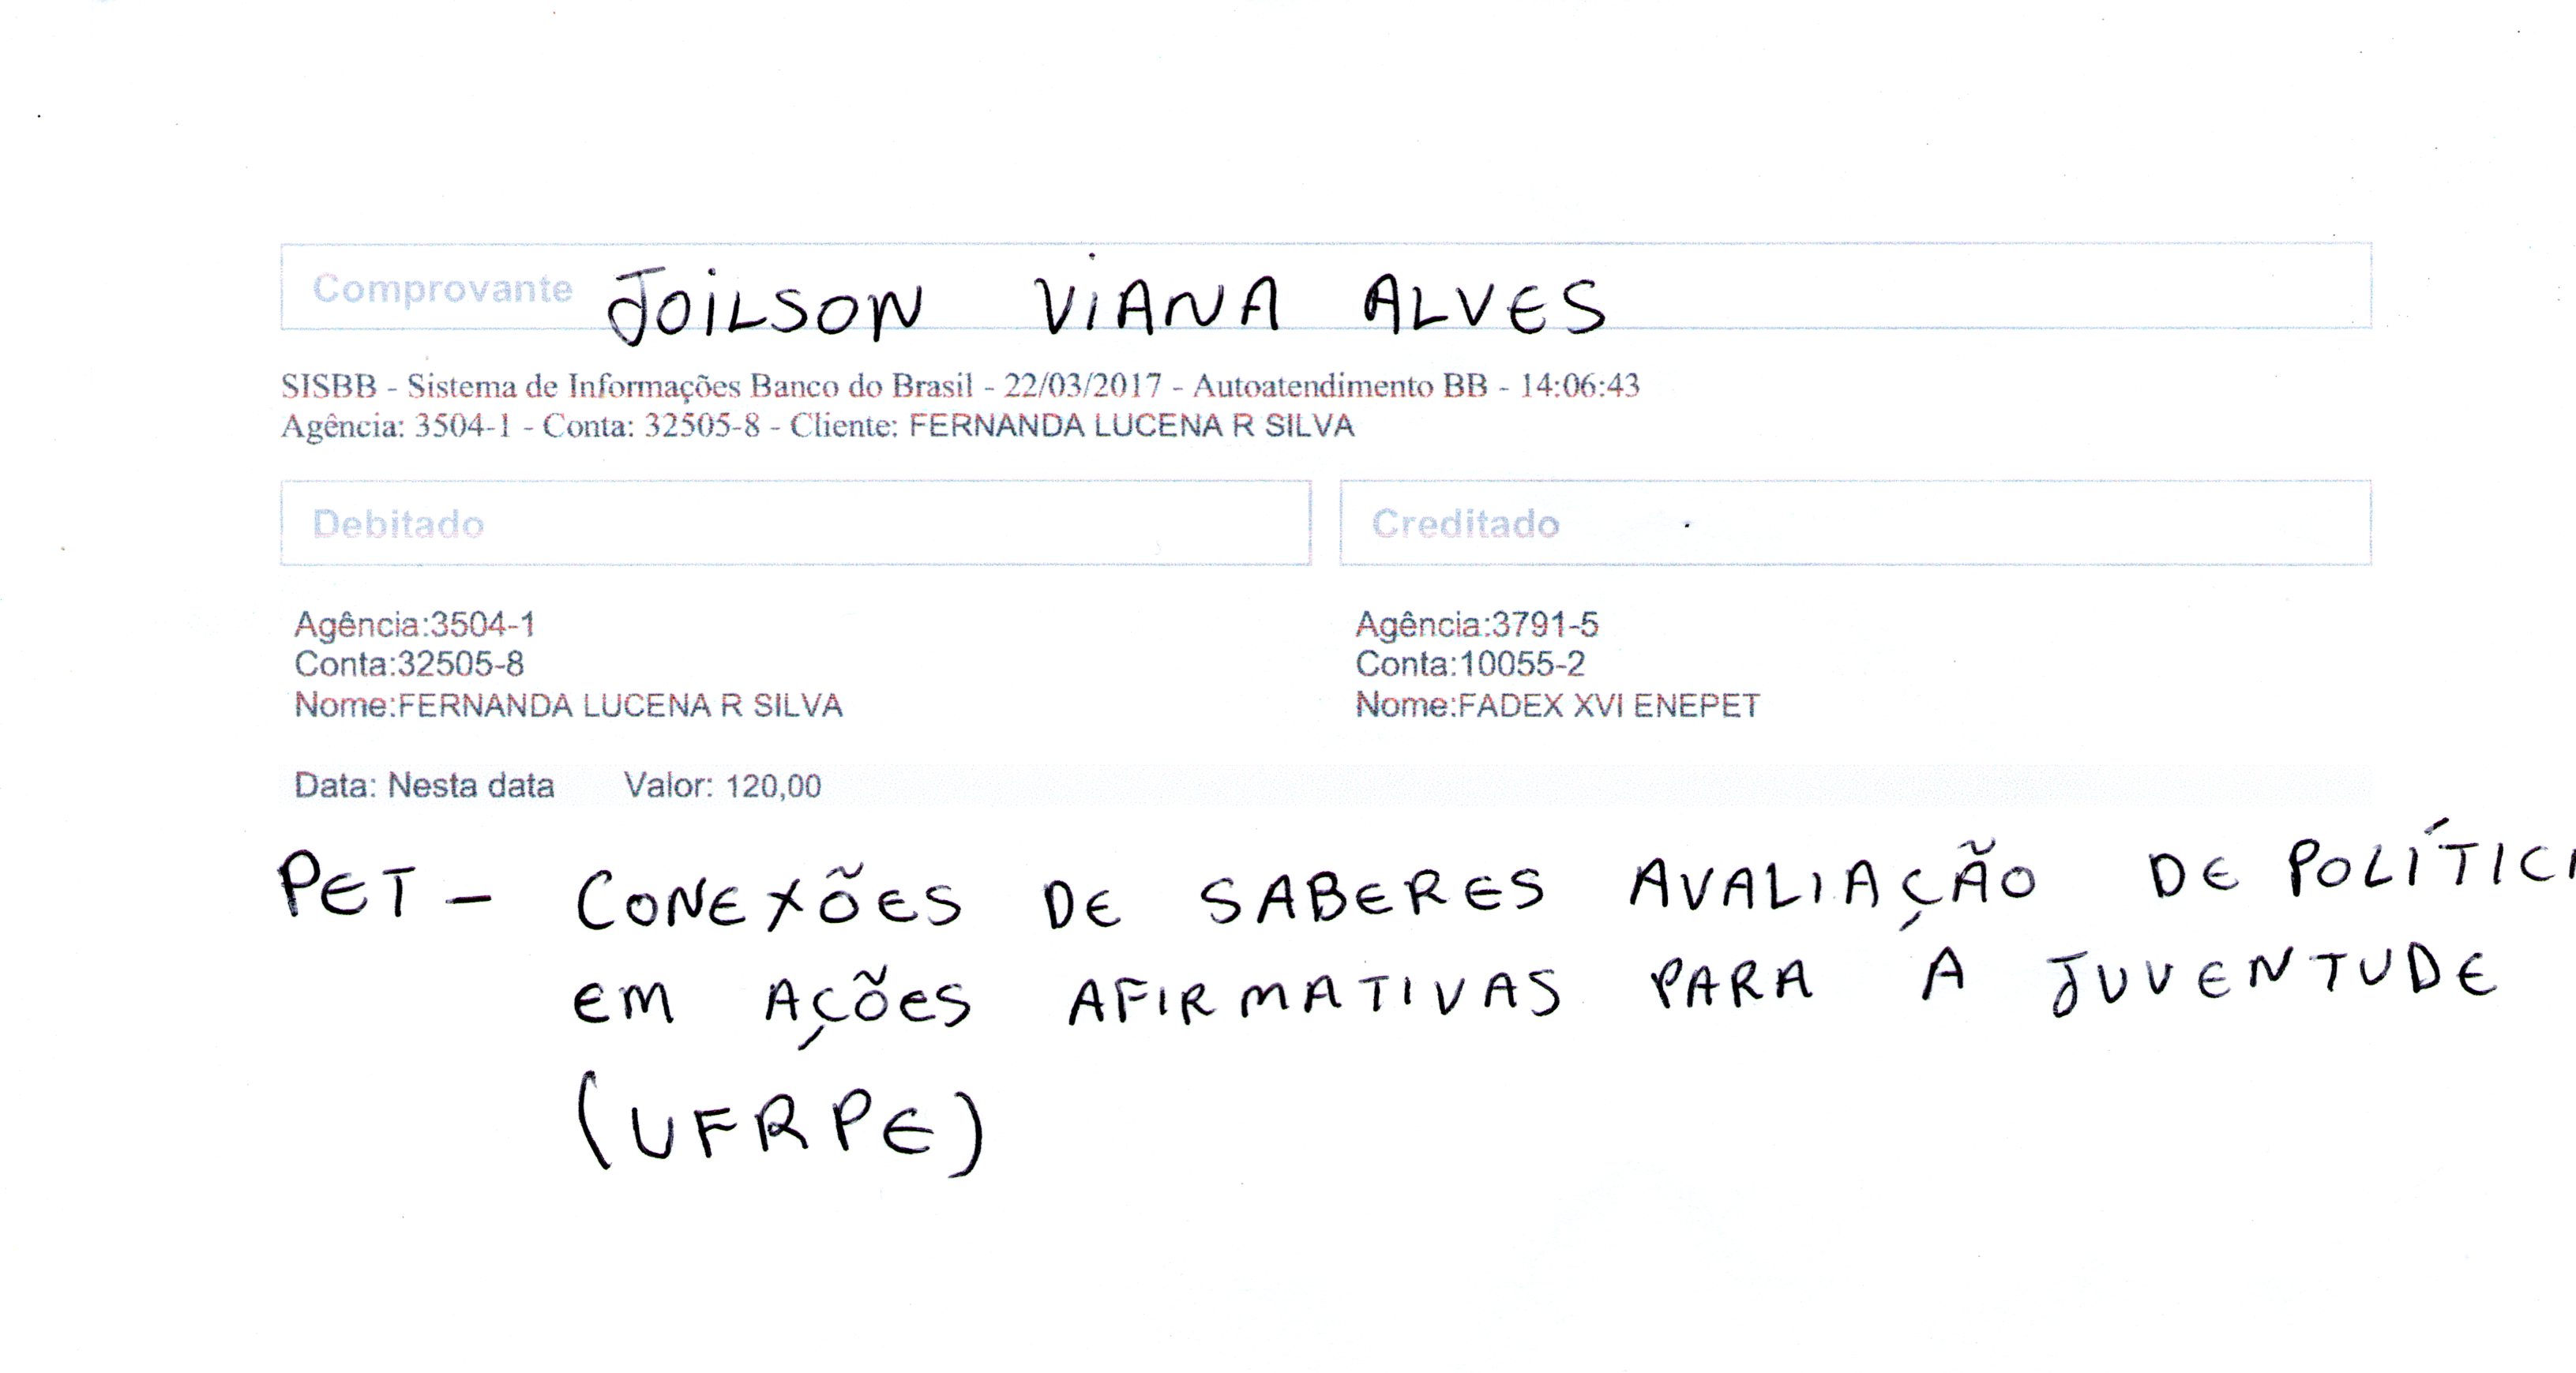 Comprovante JOILSON VIANA ALVES
SISBB - Sistema de Informações Banco do Brasil - 22/03/2017 - Autoatendimento BB - 14:06:43
Agência: 3504-1 - Conta: 32505-8 - Cliente: FERNANDA LUCENA R SILVA
Debitado
Agência:3504-1
Conta:32505-8
Nome:FERNANDA LUCENA R SILVA
Creditado
Agência:3791-5
Conta:10055-2
Nome:FADEX XVI ENEPET
Data: Nesta data Valor: 120,00
PET - CONEXÕES DE SABERES AVALIAÇÃO DE
EM AÇÕES AFIRMATIVAS PARA A JUVENTUDE
(UFRPE)